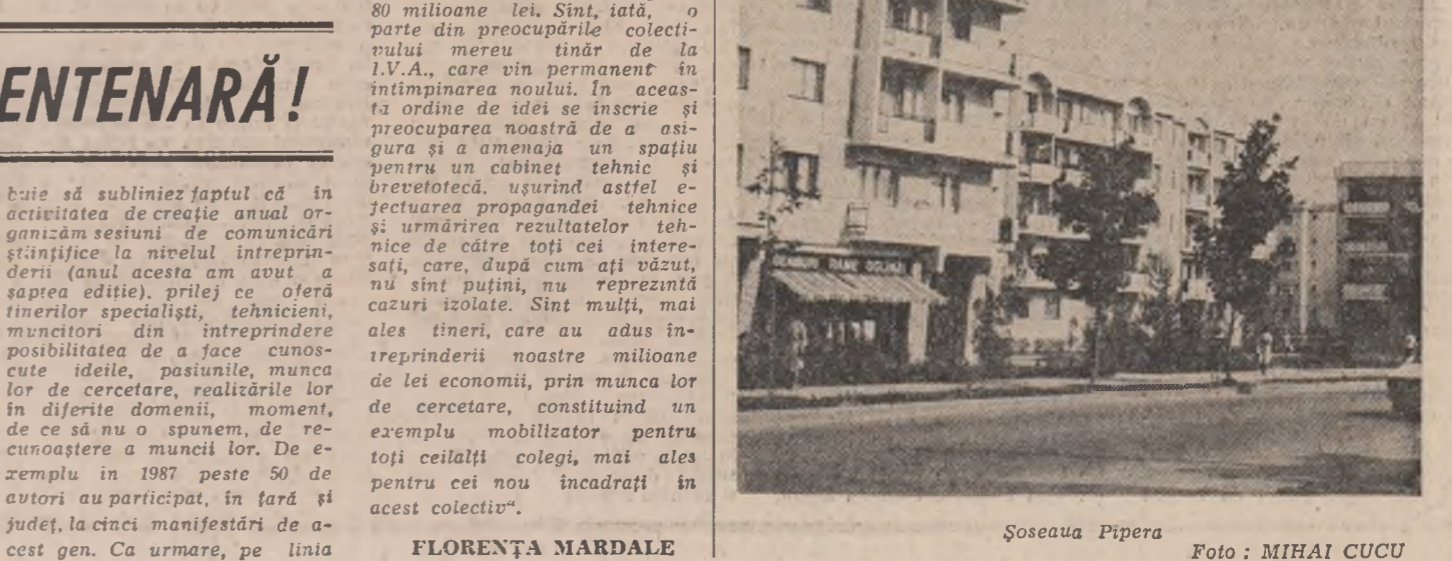 ENTENARĂ!
buie să subliniez faptul că în
activitatea de creație anual or-
ganizăm sesiuni de comunicări
științifice la nivelul întreprin-
derii (anul acesta am avut a
șaptea ediție). prilej ce oferă
tinerilor specialiști, tehnicieni,
muncitori din intreprindere
posibilitatea de a face cunos-
cute ideile, pasiunile, munca
lor de cercetare, realizările lor
în diferite domenii, moment,
de ce să nu o spunem, de re-
cunoaștere a muncii lor. De e-
xemplu in 1987 peste 50 de
autori au participat, în țară și
județ, la cinci manifestări de a-
cest gen. Ca urmare, pe linia
80 milioane lei. Sînt, iată, o
parte din preocupările colecti-
vului mereu tînăr de la
I.V.A., care vin permanent în
intîmpinarea noului. In aceas-
ta ordine de idei se înscrie și
preocuparea noastră de a asi-
gura și a amenaja un spațiu
pentru un cabinet tehnic și
brevetotecă. ușurînd astfel e-
fectuarea propagandei tehnice
și urmărirea rezultatelor teh-
nice de către toți cei intere-
sați, care, după cum ați văzut,
nu sînt puțini, nu reprezintă
cazuri izolate. Sînt mulți, mai
ales tineri, care au adus în-
treprinderii noastre milioane
de lei economii, prin munca lor
de cercetare, constituind un
exemplu mobilizator pentru
toți ceilalți colegi, mai ales
pentru cei nou încadrați în
acest colectiv“.
FLORENȚA MARDALE
Șoseaua Pipera
Foto : MIHAI CUCU